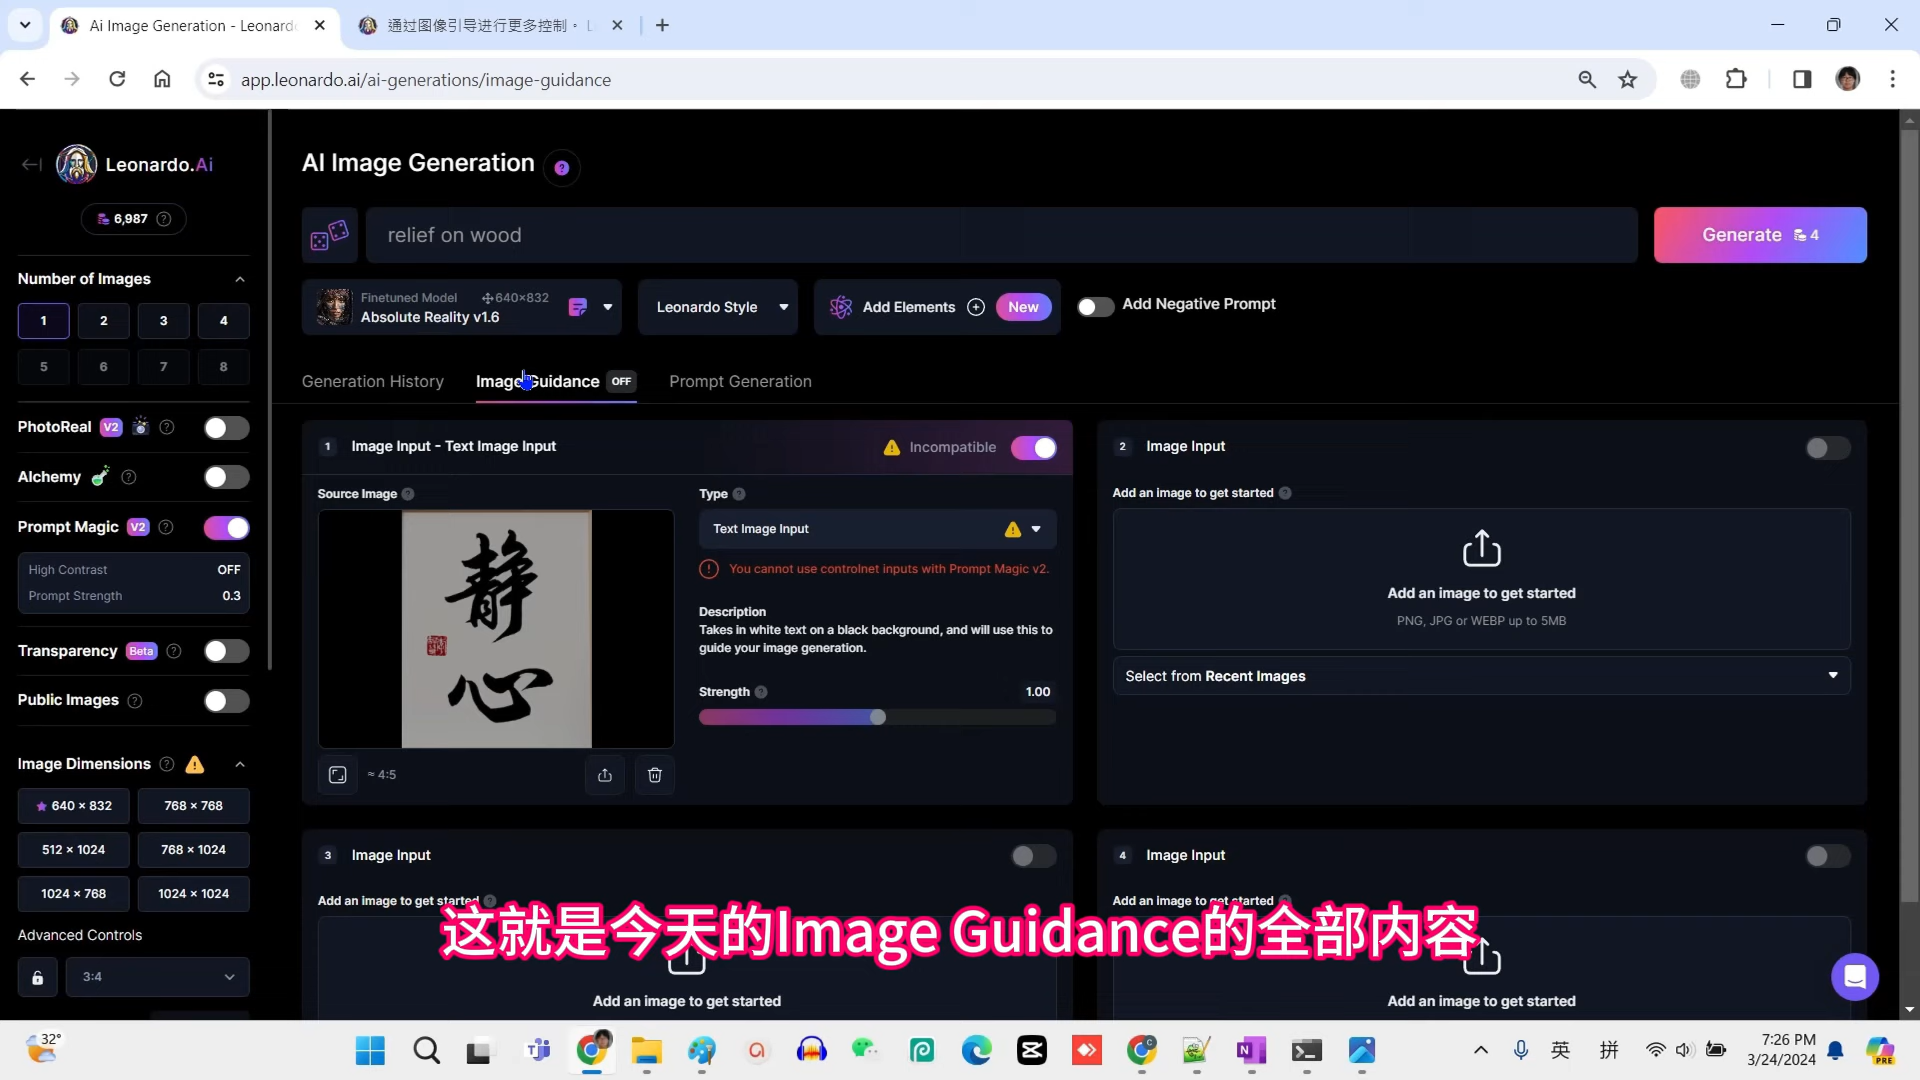 Ai Image Generation - Leonardo
通过图像引导进行更多控制。 L
app.leonardo.ai/ai-generations/image-guidance
Leonardo.Ai
6,987
Number of Images
1 2 3 4
5 6 7 8
PhotoReal V2
Alchemy
Prompt Magic V2
High Contrast OFF
Prompt Strength 0.3
Transparency Beta
Public Images
Image Dimensions
640 × 832 768 × 768
512 × 1024 768 × 1024
1024 × 768 1024 × 1024
Advanced Controls
3:4
AI Image Generation
relief on wood
Generate 4
Finetuned Model 640×832
Absolute Reality v1.6
Leonardo Style
Add Elements New
Add Negative Prompt
Generation History
Image Guidance OFF
Prompt Generation
1 Image Input - Text Image Input
Incompatible
Source Image
静
心
≈ 4:5
Type
Text Image Input
You cannot use controlnet inputs with Prompt Magic v2.
Description
Takes in white text on a black background, and will use this to
guide your image generation.
Strength 1.00
2 Image Input
Add an image to get started
Add an image to get started
PNG, JPG or WEBP up to 5MB
Select from Recent Images
3 Image Input
Add an image to get started
Add an image to get started
4 Image Input
Add an image to get started
Add an image to get started
这就是今天的Image Guidance的全部内容
32°
英
拼
7:26 PM
3/24/2024
PRE